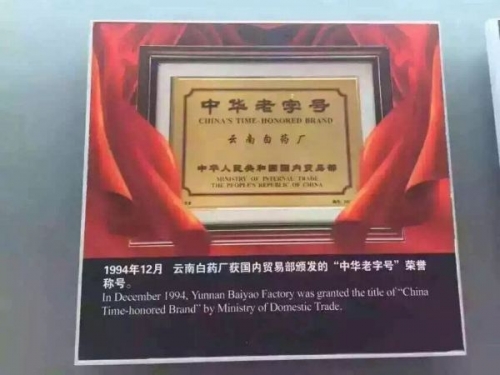 中华老字号
CHINA'S TIME-HONORED BRAND
云南白药厂
中华人民共和国国内贸易部
MINISTRY OF INTERNAL TRADE
THE PEOPLE'S REPUBLIC OF CHINA
1994年12月 云南白药厂获国内贸易部颁发的“中华老字号”荣誉
称号。
In December 1994, Yunnan Baiyao Factory was granted the title of “China
Time-honored Brand” by Ministry of Domestic Trade.